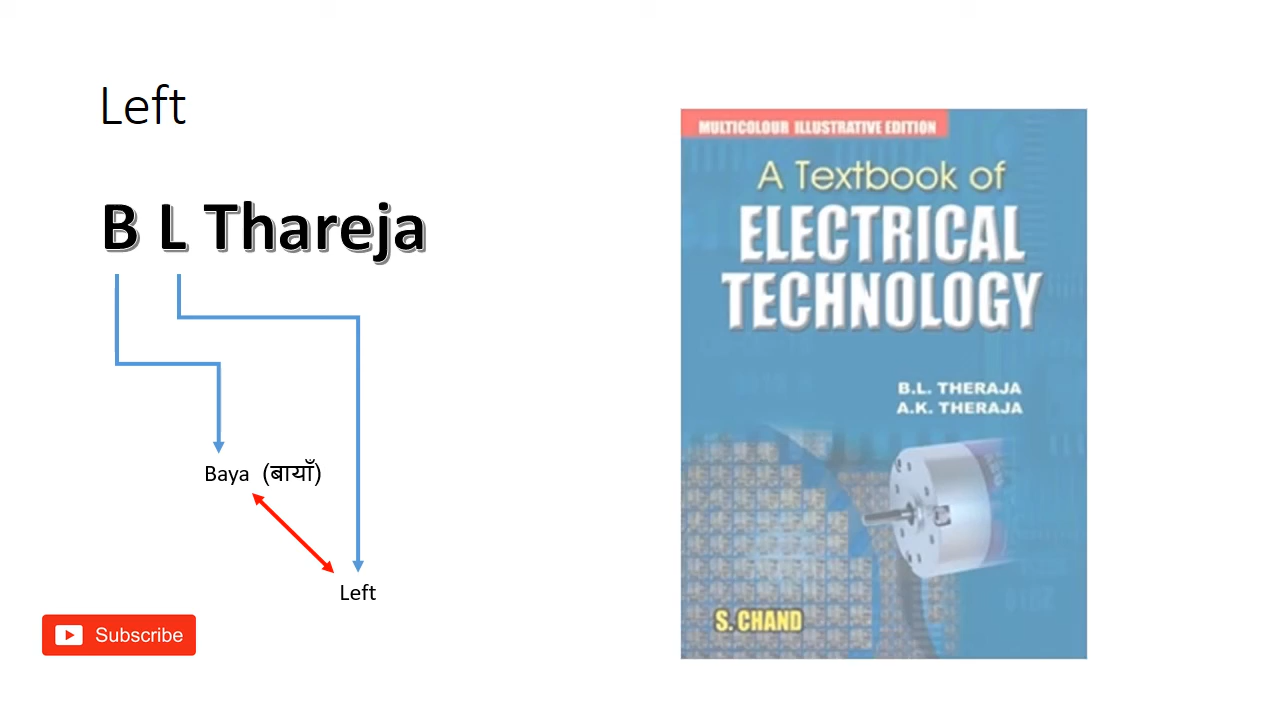 Left
B L Thareja
Baya (बायाँ)
Left
Subscribe
MULTICOLOUR ILLUSTRATIVE EDITION
A Textbook of
ELECTRICAL
TECHNOLOGY
B.L. THERAJA
A.K. THERAJA
S. CHAND